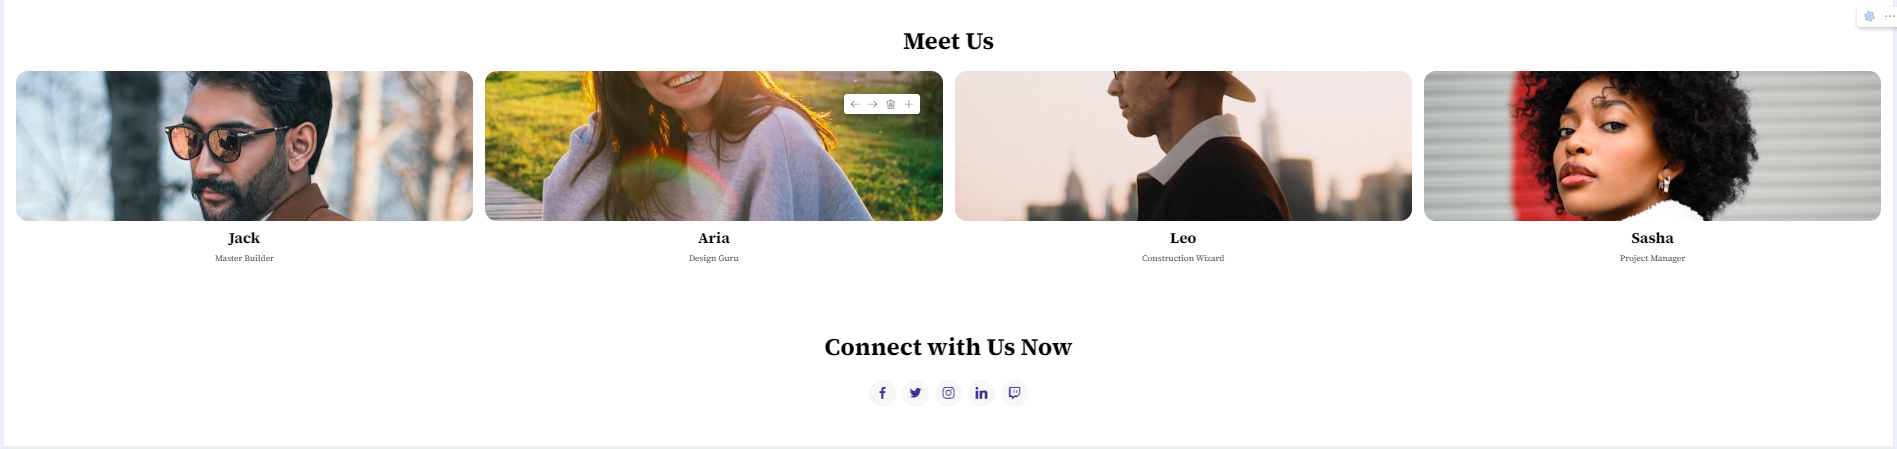 Meet Us
Jack
Master Builder
Aria
Design Guru
Leo
Construction Wizard
Sasha
Project Manager
Connect with Us Now